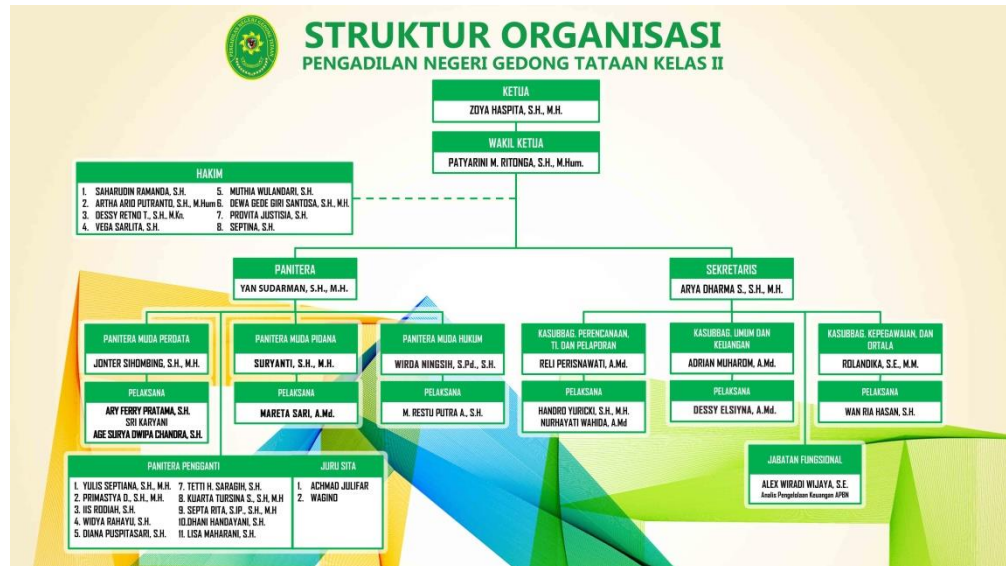 STRUKTUR ORGANISASI
PENGADILAN NEGERI GEDONG TATAAN KELAS II
KETUA
ZOYA HASPITA, S.H., M.H.
WAKIL KETUA
PATYARINI M. RITONGA, S.H., M.Hum.
HAKIM
1. SAHARUDIN RAMANDA, S.H.
2. ARTHA ARIO PUTRANTO, S.H., M.Hum
3. DESSY RETNO T., S.H., M.Kn.
4. VEGA SARLITA, S.H.
5. MUTHIA WULANDARI, S.H.
6. DEWA GEDE GIRI SANTOSA, S.H., M.H.
7. PROVITA JUSTISIA, S.H.
8. SEPTINA, S.H.
PANITERA
YAN SUDARMAN, S.H., M.H.
SEKRETARIS
ARYA DHARMA S., S.H., M.H.
PANITERA MUDA PERDATA
JONTER SIHOMBING, S.H., M.H.
PANITERA MUDA PIDANA
SURYANTI, S.H., M.H.
PANITERA MUDA HUKUM
WIRDA NINGSIH, S.Pd., S.H.
KASUBBAG. PERENCANAAN,
TI. DAN PELAPORAN
RELI PERISNAWATI, A.Md.
KASUBBAG. UMUM DAN
KEUANGAN
ADRIAN MUHAROM, A.Md.
KASUBBAG. KEPEGAWAIAN, DAN
ORTALA
ROLANDIKA, S.E., M.M.
PELAKSANA
ARY FERRY PRATAMA, S.H.
SRI KARYANI
AGE SURYA DWIPA CHANDRA, S.H.
PELAKSANA
MARETA SARI, A.Md.
PELAKSANA
M. RESTU PUTRA A., S.H.
PELAKSANA
HANDRO YURICKI, S.H., M.H.
NURHAYATI WAHIDA, A.Md
PELAKSANA
DESSY ELSIYNA, A.Md.
PELAKSANA
WAN RIA HASAN, S.H.
PANITERA PENGGANTI
1. YULIS SEPTIANA, S.H., M.H.
2. PRIMASTYA D., S.H., M.H.
3. IIS RODIAH, S.H.
4. WIDYA RAHAYU, S.H.
5. DIANA PUSPITASARI, S.H.
7. TETTI H. SARAGIH, S.H.
8. KUARTA TURSINA S., S.H, M.H
9. SEPTA RITA, S.IP., S.H., M.H
10.DHANI HANDAYANI, S.H.
11. LISA MAHARANI, S.H.
JURU SITA
1. ACHMAD JULIFAR
2. WAGINO
JABATAN FUNGSIONAL
ALEX WIRADI WIJAYA, S.E.
Analis Pengelolaan Keuangan APBN